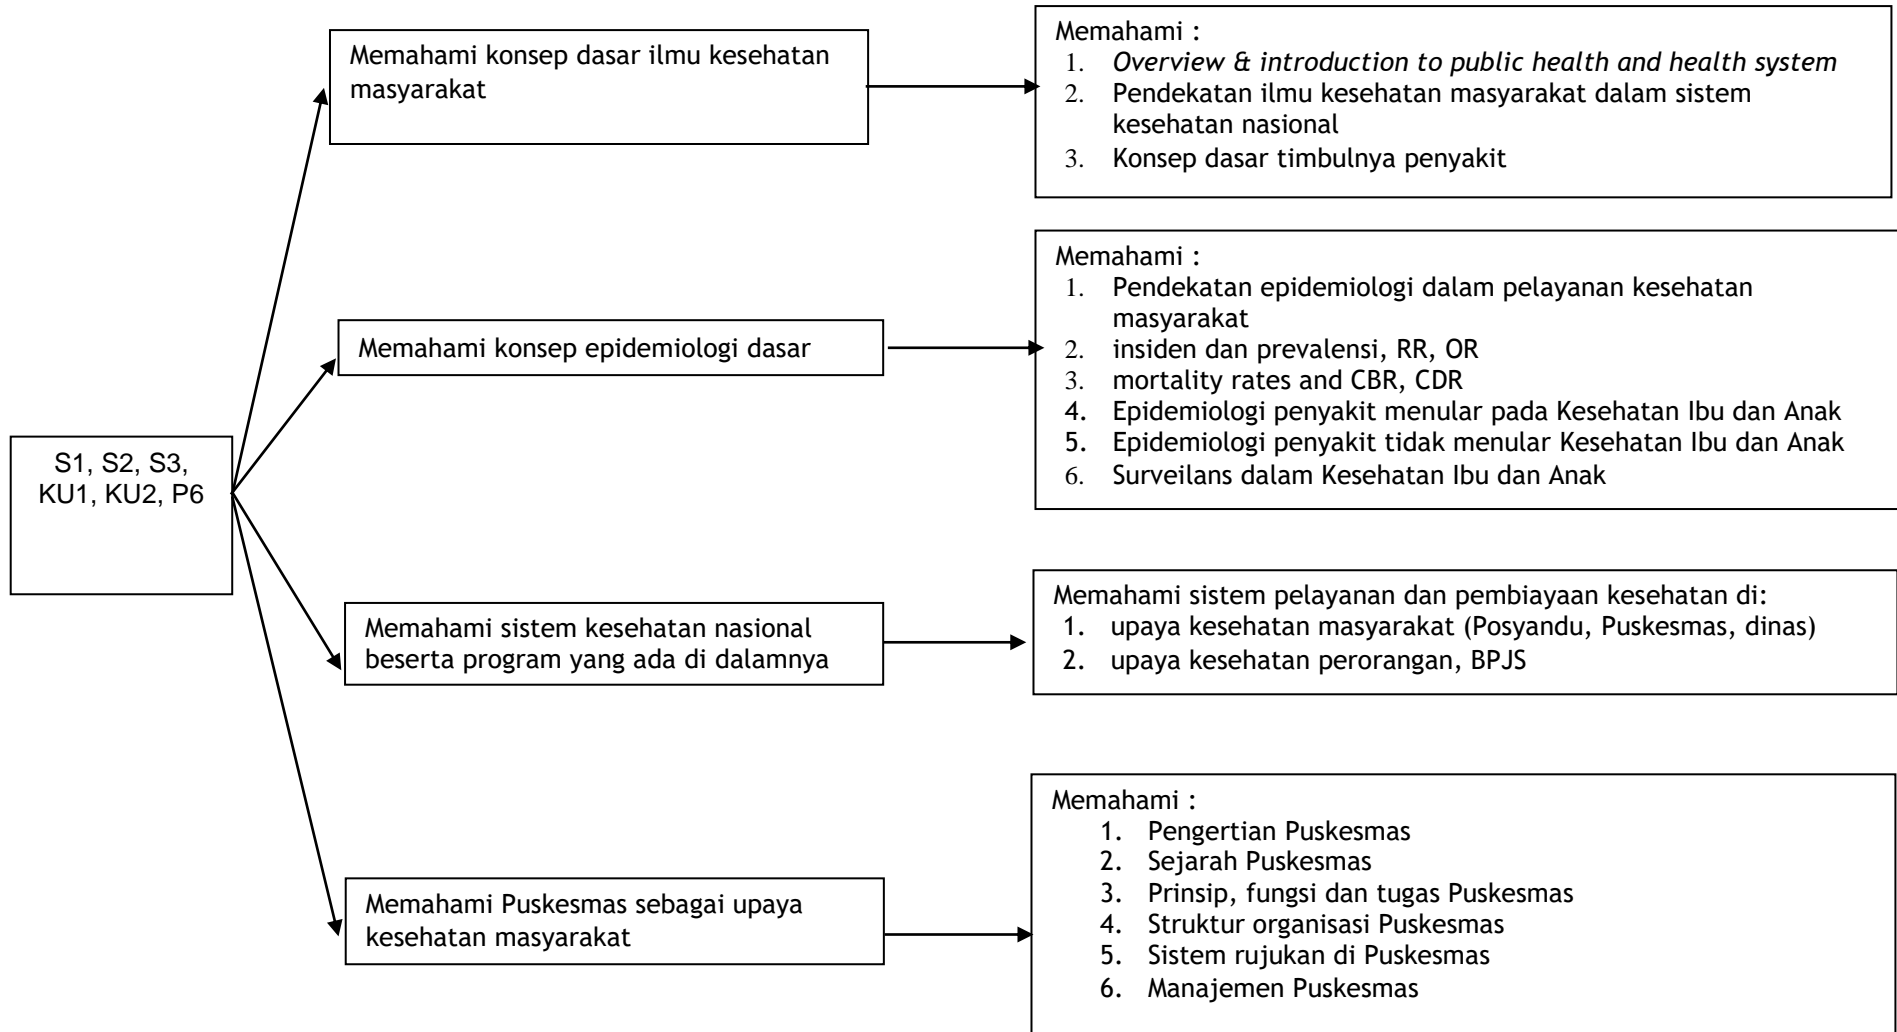 S1, S2, S3,
KU1, KU2, P6
Memahami konsep dasar ilmu kesehatan
masyarakat
Memahami :
1. Overview & introduction to public health and health system
2. Pendekatan ilmu kesehatan masyarakat dalam sistem
kesehatan nasional
3. Konsep dasar timbulnya penyakit
Memahami konsep epidemiologi dasar
Memahami :
1. Pendekatan epidemiologi dalam pelayanan kesehatan
masyarakat
2. insiden dan prevalensi, RR, OR
3. mortality rates and CBR, CDR
4. Epidemiologi penyakit menular pada Kesehatan Ibu dan Anak
5. Epidemiologi penyakit tidak menular Kesehatan Ibu dan Anak
6. Surveilans dalam Kesehatan Ibu dan Anak
Memahami sistem kesehatan nasional
beserta program yang ada di dalamnya
Memahami sistem pelayanan dan pembiayaan kesehatan di:
1. upaya kesehatan masyarakat (Posyandu, Puskesmas, dinas)
2. upaya kesehatan perorangan, BPJS
Memahami Puskesmas sebagai upaya
kesehatan masyarakat
Memahami :
1. Pengertian Puskesmas
2. Sejarah Puskesmas
3. Prinsip, fungsi dan tugas Puskesmas
4. Struktur organisasi Puskesmas
5. Sistem rujukan di Puskesmas
6. Manajemen Puskesmas